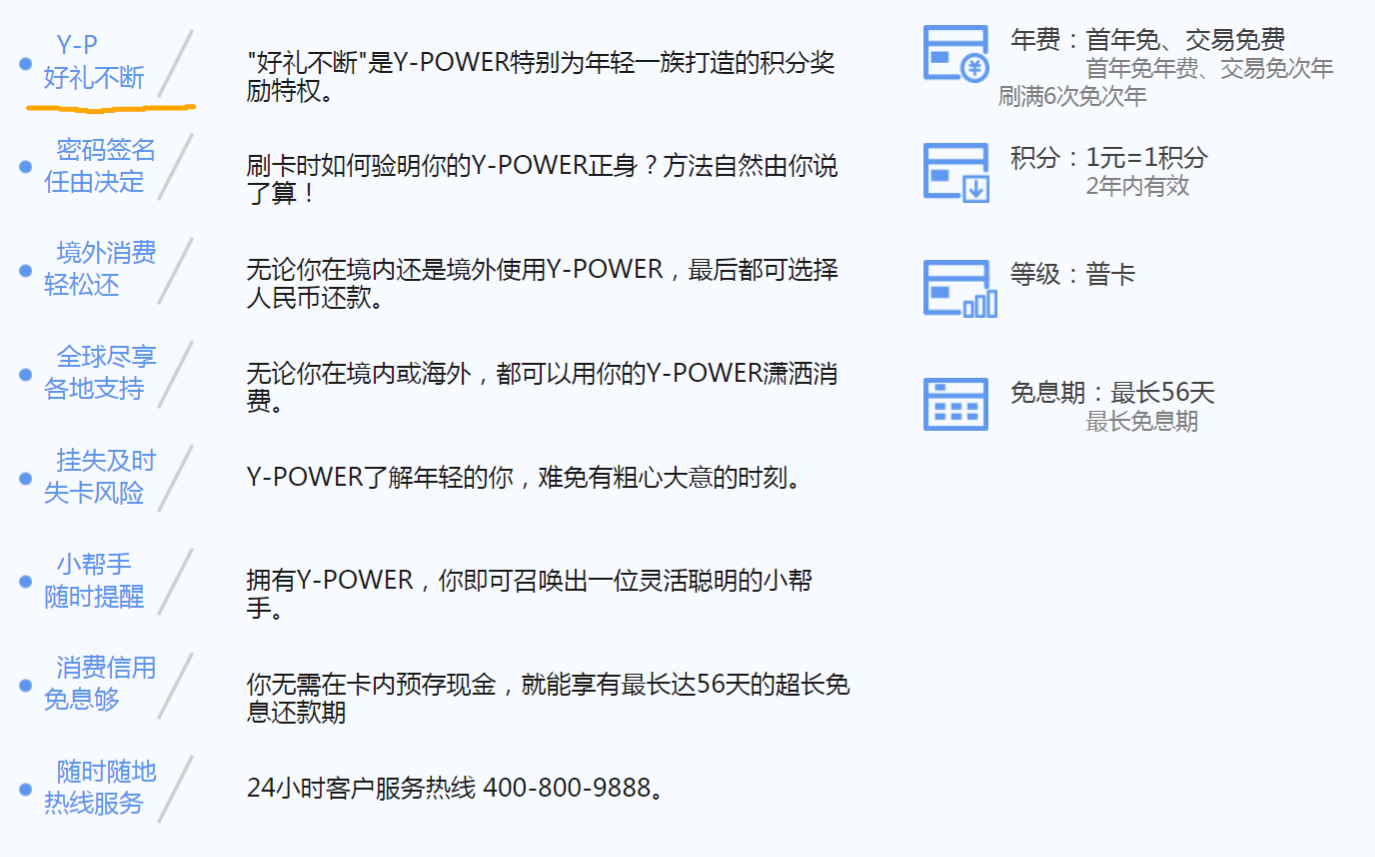 Y-P
好礼不断
"好礼不断"是Y-POWER特别为年轻一族打造的积分奖
励特权。
密码签名
任由决定
刷卡时如何验明你的Y-POWER正身？方法自然由你说
了算！
境外消费
轻松还
无论你在境内还是境外使用Y-POWER，最后都可选择
人民币还款。
全球尽享
各地支持
无论你在境内或海外，都可以用你的Y-POWER潇洒消
费。
挂失及时
失卡风险
Y-POWER了解年轻的你，难免有粗心大意的时刻。
小帮手
随时提醒
拥有Y-POWER，你即可召唤出一位灵活聪明的小帮
手。
消费信用
免息够
你无需在卡内预存现金，就能享有最长达56天的超长免
息还款期
随时随地
热线服务
24小时客户服务热线 400-800-9888。
年费：首年免、交易免费
首年免年费、交易免次年
刷满6次免次年
积分：1元=1积分
2年内有效
等级：普卡
免息期：最长56天
最长免息期